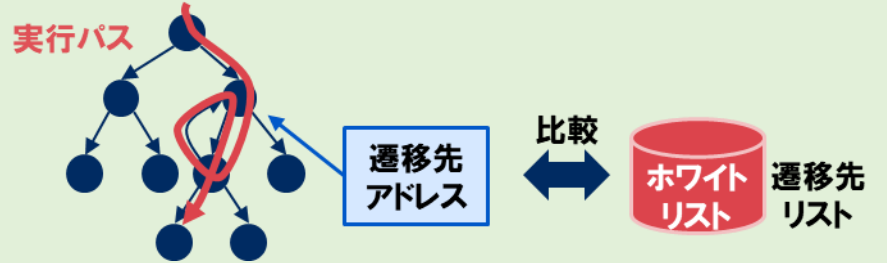 実行パス
遷移先
アドレス
比較
ホワイト
リスト
遷移先
リスト